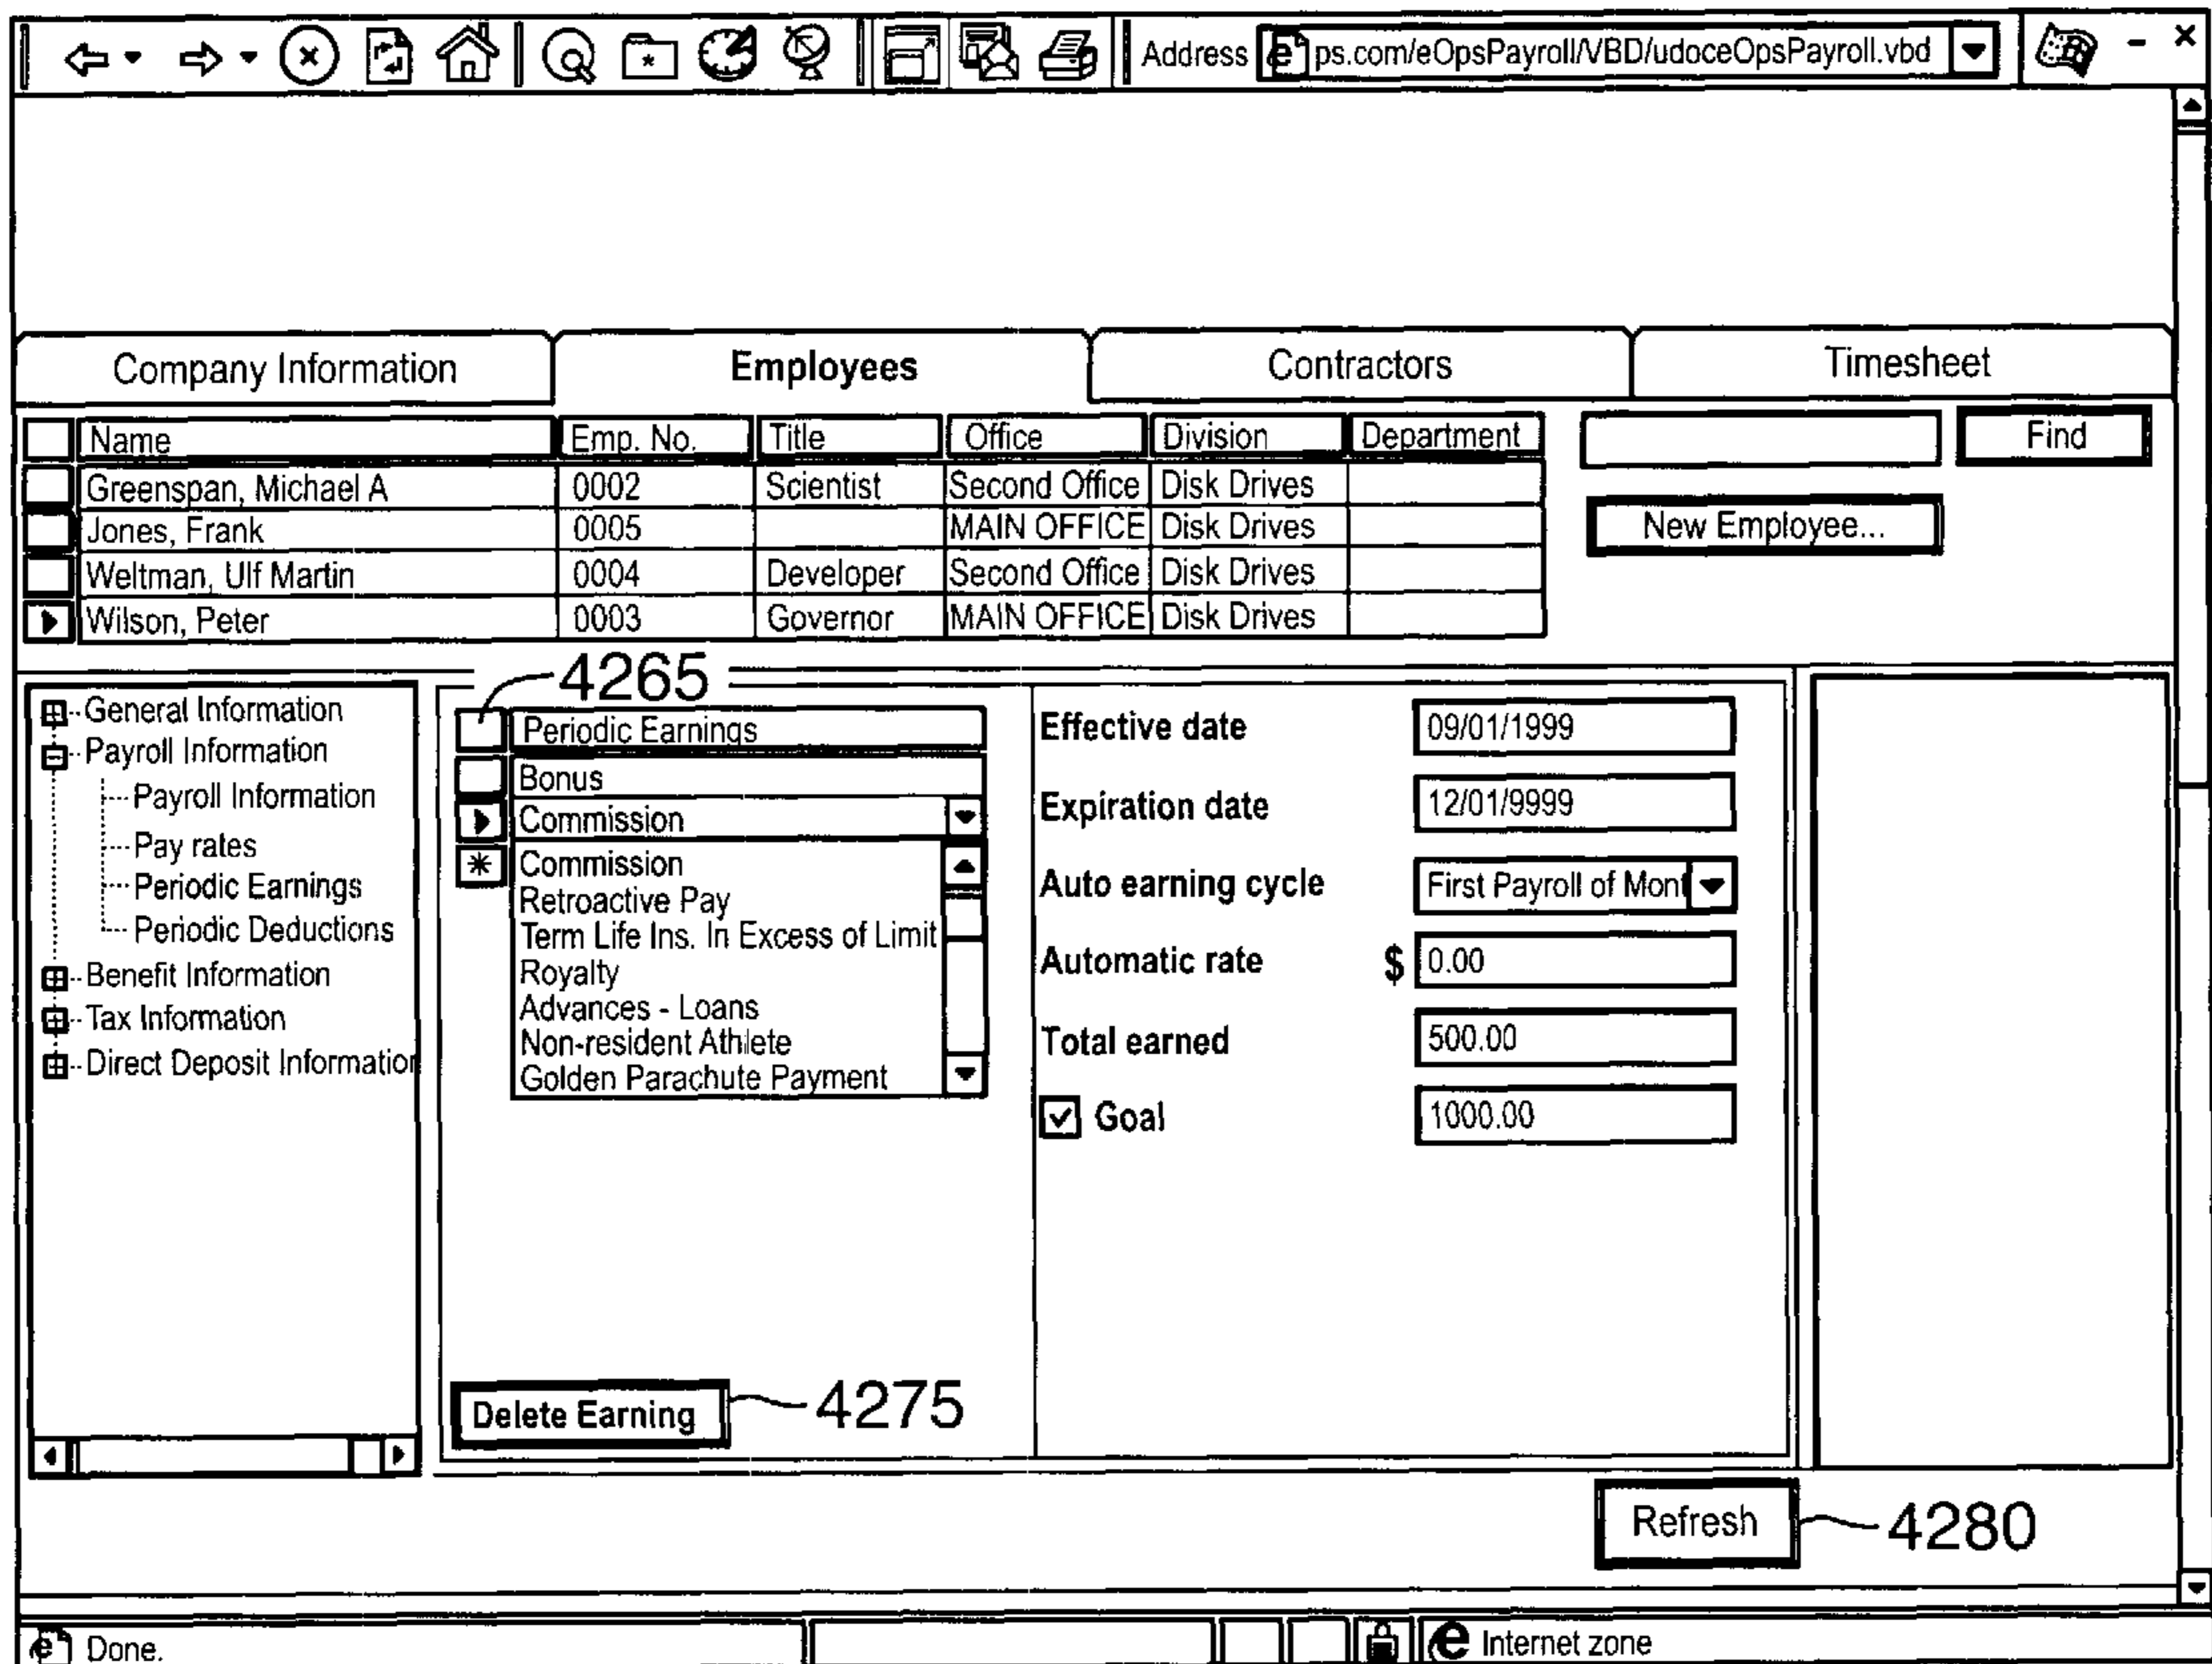 Address ps.com/eOpsPayroll/VBD/udoceOpsPayroll.vbd
Company Information Employees Contractors Timesheet
Name Emp. No. Title Office Division Department Find
Greenspan, Michael A 0002 Scientist Second Office Disk Drives
Jones, Frank 0005 MAIN OFFICE Disk Drives
New Employee...
Weltman, Ulf Martin 0004 Developer Second Office Disk Drives
Wilson, Peter 0003 Governor MAIN OFFICE Disk Drives
4265
General Information
Payroll Information
Payroll Information
Pay rates
Periodic Earnings
Periodic Deductions
Benefit Information
Tax Information
Direct Deposit Information
Periodic Earnings
Bonus
Commission
Commission
Retroactive Pay
Term Life Ins. In Excess of Limit
Royalty
Advances - Loans
Non-resident Athlete
Golden Parachute Payment
Delete Earning 4275
Effective date 09/01/1999
Expiration date 12/01/9999
Auto earning cycle First Payroll of Mont
Automatic rate $ 0.00
Total earned 500.00
Goal 1000.00
Refresh 4280
Done. Internet zone